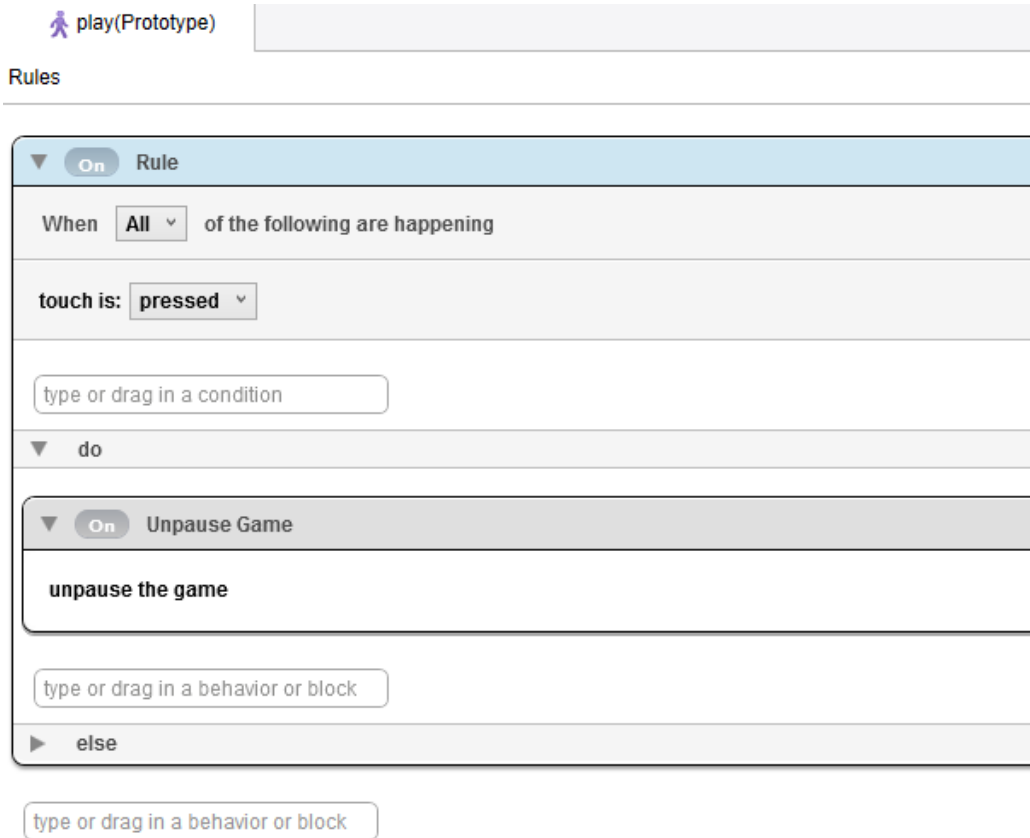 play(Prototype)
Rules
On Rule
When All of the following are happening
touch is: pressed
type or drag in a condition
do
On Unpause Game
unpause the game
type or drag in a behavior or block
else
type or drag in a behavior or block